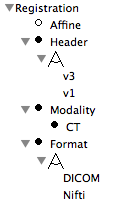 Registration
Affine
Header
v3
v1
Modality
CT
Format
DICOM
Nifti